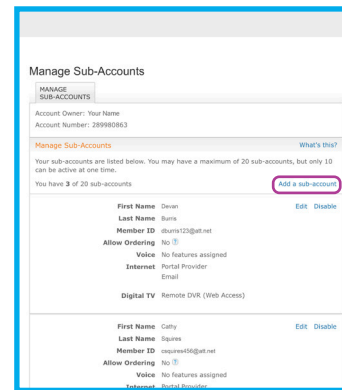 Manage Sub-Accounts
MANAGE
SUB-ACCOUNTS
Account Owner: Your Name
Account Number: 289980863
Manage Sub-Accounts What's this?
Your sub-accounts are listed below. You may have a maximum of 20 sub-accounts, but only 10
can be active at one time.
You have 3 of 20 sub-accounts Add a sub-account
First Name Devan Edit Disable
Last Name Burris
Member ID dburris123@att.net
Allow Ordering No ?
Voice No features assigned
Internet Portal Provider
Email
Digital TV Remote DVR (Web Access)
First Name Cathy Edit Disable
Last Name Squires
Member ID csquires456@att.net
Allow Ordering No ?
Voice No features assigned
Internet Portal Provider